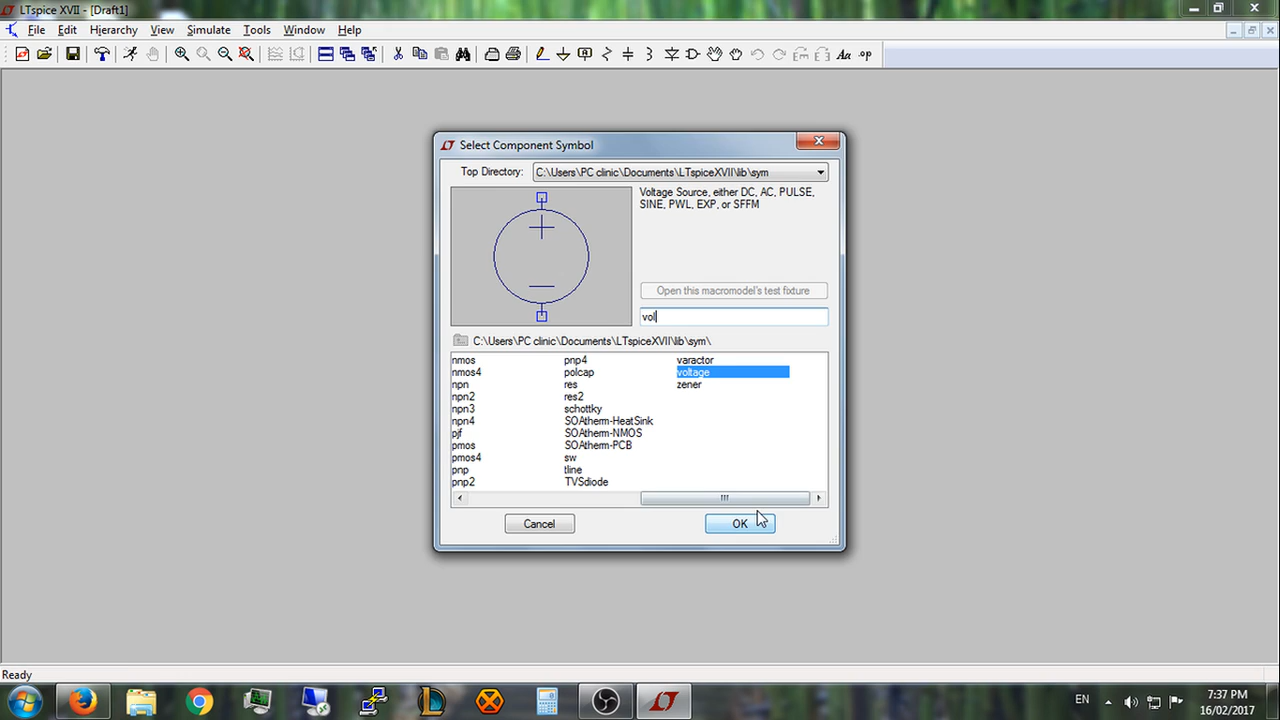 LTspice XVII - [Draft1]
File Edit Hierarchy View Simulate Tools Window Help
Select Component Symbol
Top Directory: C:\Users\PC clinic\Documents\LTspiceXVII\lib\sym
Voltage Source, either DC, AC, PULSE,
SINE, PWL, EXP, or SFFM
Open this macromodel's test fixture
vol
C:\Users\PC clinic\Documents\LTspiceXVII\lib\sym\
nmos pnp4 varactor
nmos4 polcap voltage
npn res zener
npn2 res2
npn3 schottky
npn4 SOAtherm-HeatSink
pjf SOAtherm-NMOS
pmos SOAtherm-PCB
pmos4 sw
pnp tline
pnp2 TVSdiode
Cancel OK
Ready
EN 7:37 PM
16/02/2017